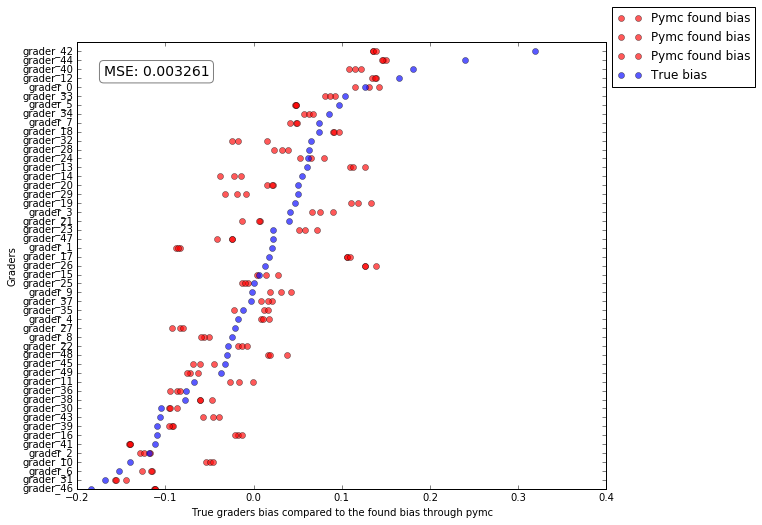 Pymc found bias
Pymc found bias
Pymc found bias
True bias
MSE: 0.003261
Graders
grader_42
grader_44
grader_40
grader_12
grader_0
grader_33
grader_5
grader_34
grader_7
grader_18
grader_32
grader_28
grader_24
grader_13
grader_14
grader_20
grader_29
grader_19
grader_3
grader_21
grader_23
grader_47
grader_1
grader_17
grader_26
grader_15
grader_25
grader_9
grader_37
grader_35
grader_4
grader_27
grader_8
grader_22
grader_48
grader_45
grader_49
grader_11
grader_36
grader_38
grader_30
grader_43
grader_39
grader_16
grader_41
grader_2
grader_10
grader_6
grader_31
grader_46
−0.2 −0.1 0.0 0.1 0.2 0.3 0.4
True graders bias compared to the found bias through pymc